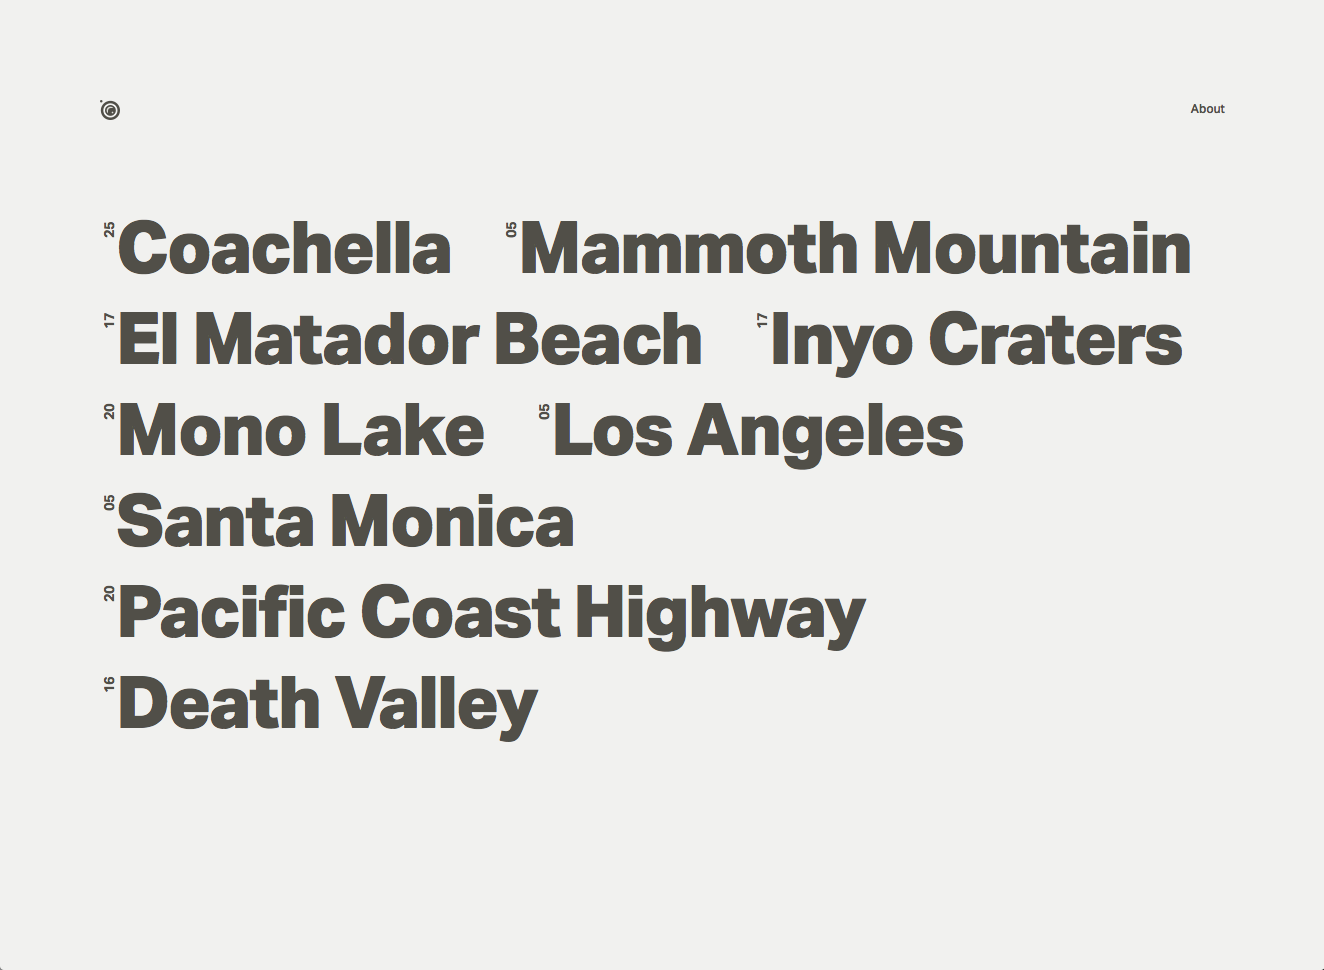 About
25 Coachella 05 Mammoth Mountain
17 El Matador Beach 17 Inyo Craters
20 Mono Lake 05 Los Angeles
05 Santa Monica
20 Pacific Coast Highway
16 Death Valley